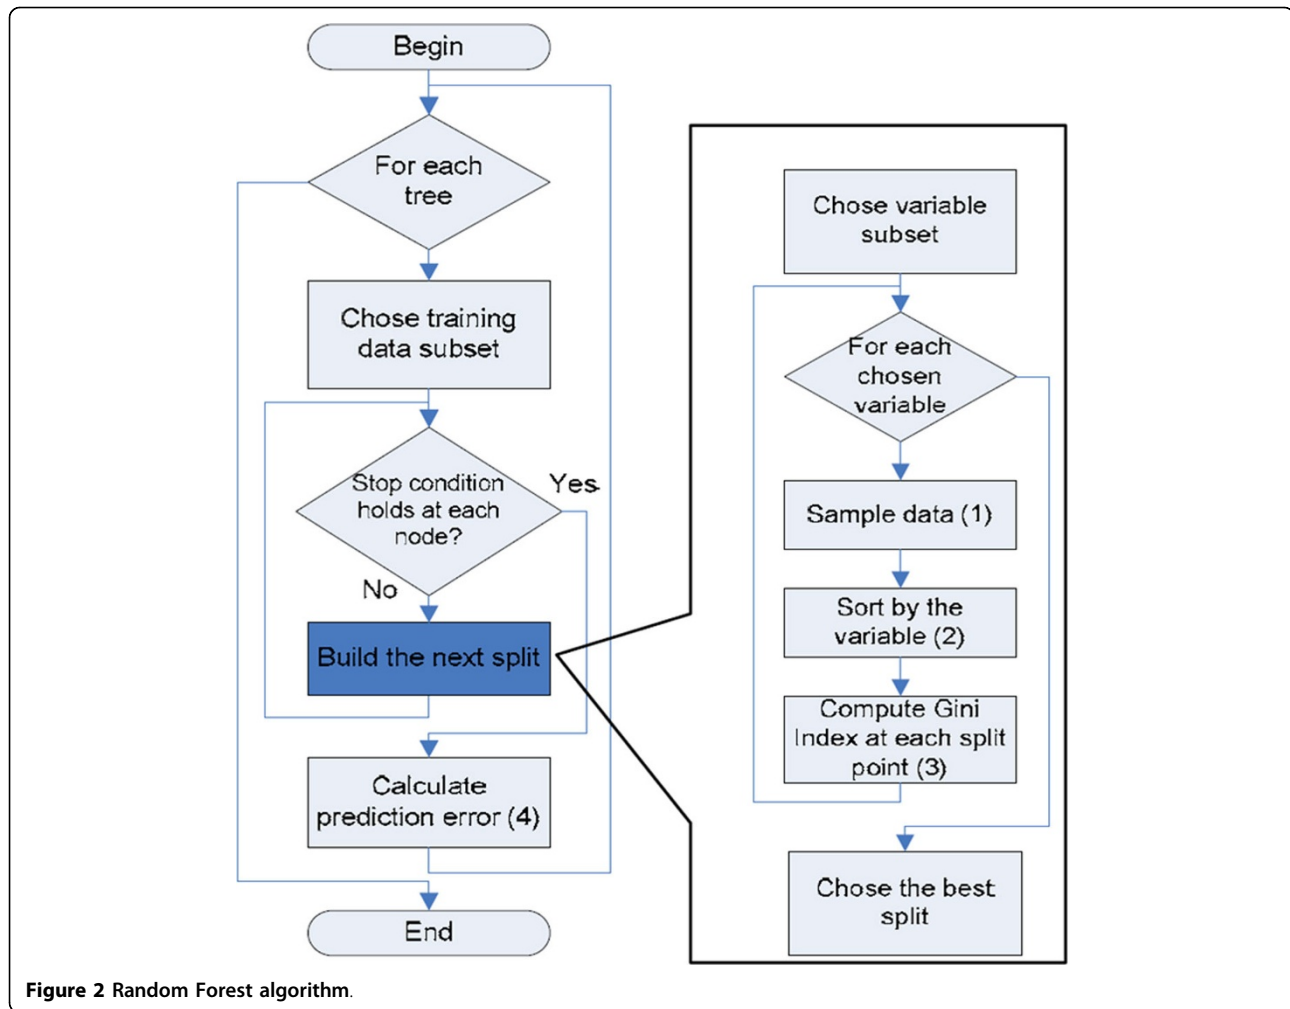 Begin
For each
tree
Chose training
data subset
Stop condition
holds at each
node?
Yes
No
Build the next split
Calculate
prediction error (4)
End
Chose variable
subset
For each
chosen
variable
Sample data (1)
Sort by the
variable (2)
Compute Gini
Index at each split
point (3)
Chose the best
split
Figure 2 Random Forest algorithm.